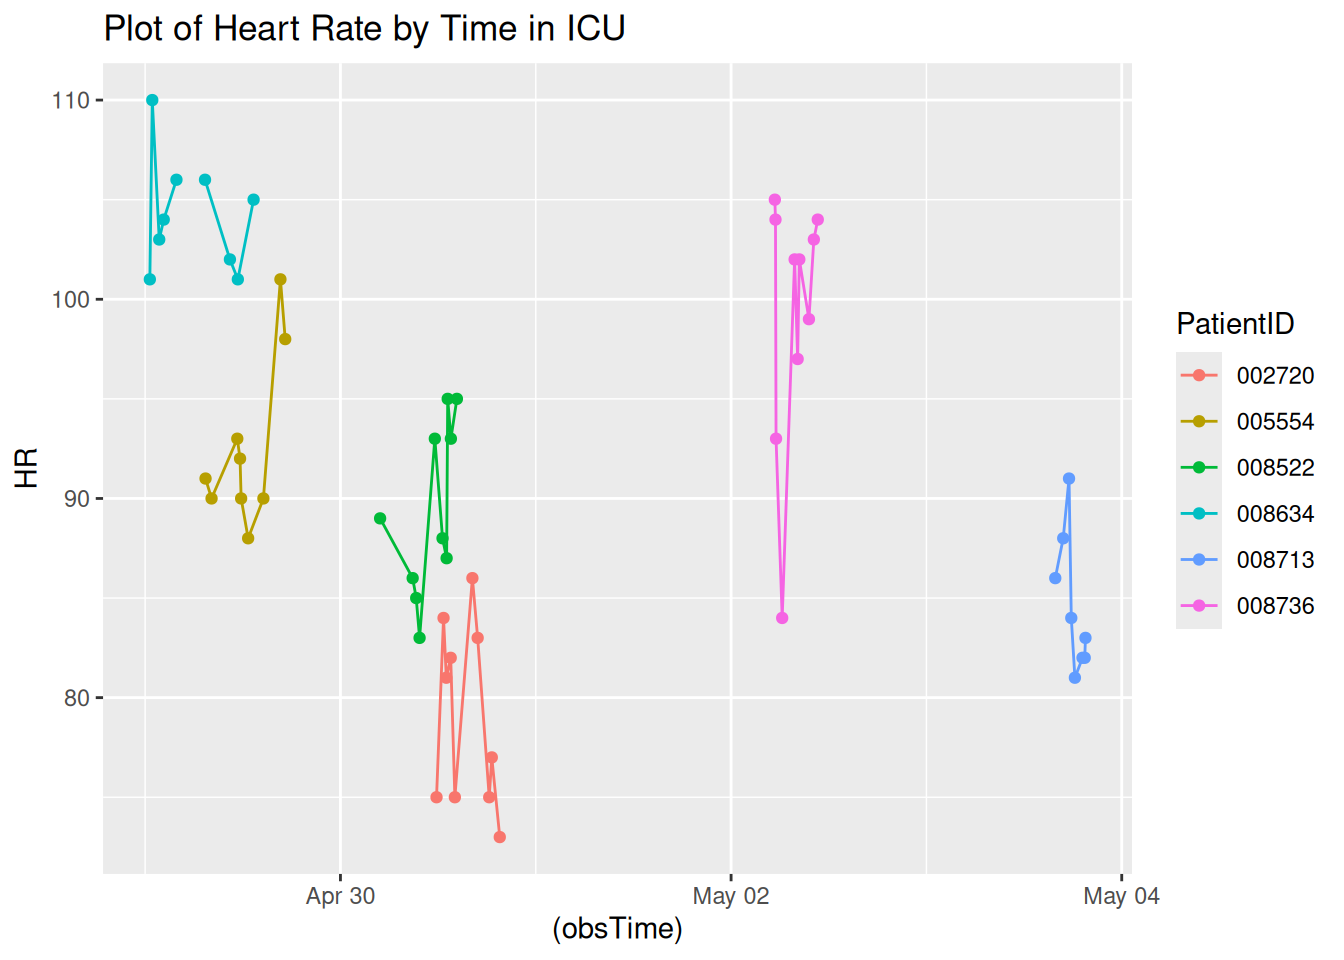 Plot of Heart Rate by Time in ICU
110
100
90
80
HR
Apr 30
May 02
May 04
(obsTime)
PatientID
002720
005554
008522
008634
008713
008736